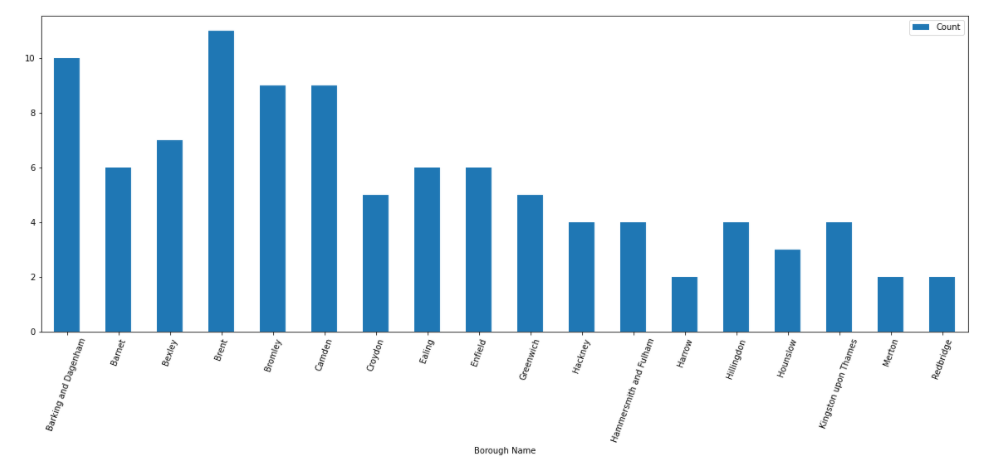 Count
10
8
6
4
2
0
Barking and Dagenham
Barnet
Bexley
Brent
Bromley
Camden
Croydon
Ealing
Enfield
Greenwich
Hackney
Hammersmith and Fulham
Harrow
Hillingdon
Hounslow
Kingston upon Thames
Merton
Redbridge
Borough Name